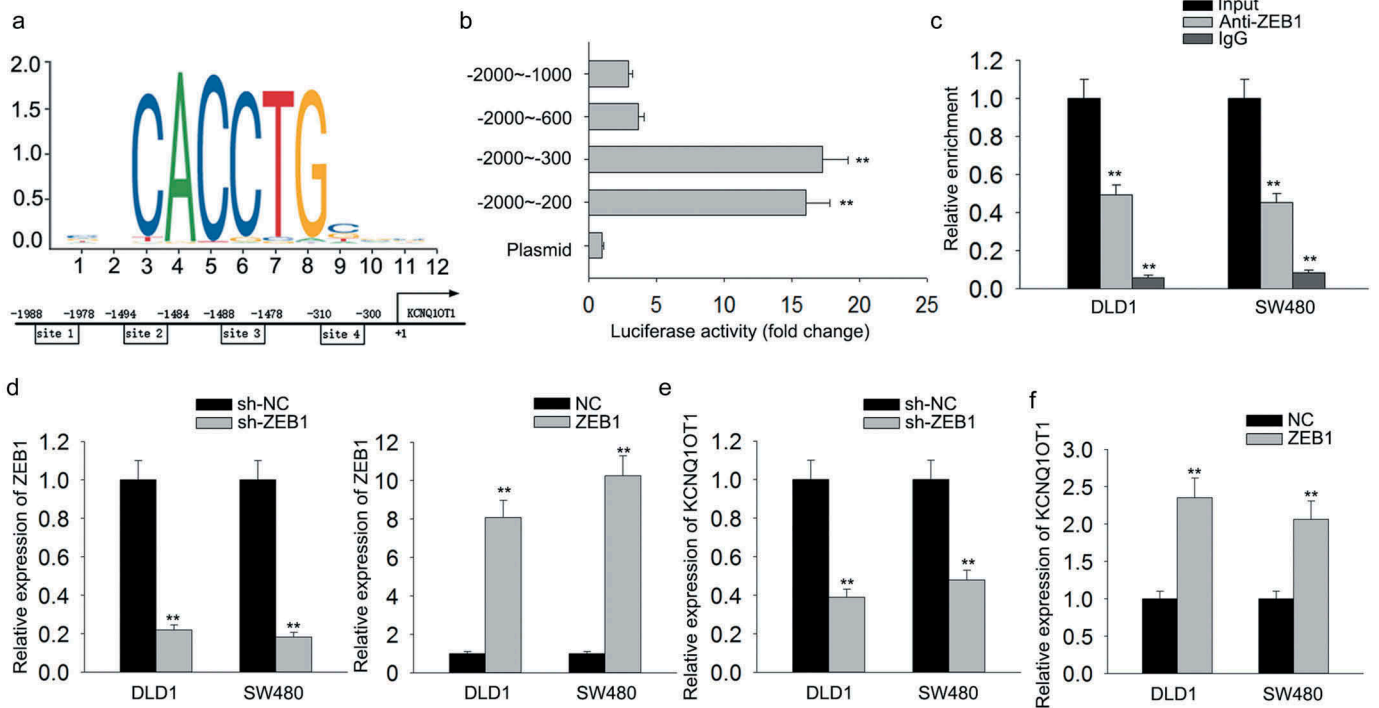 a
2.0
1.5
1.0
0.5
0.0
CACCTG
C
1 2 3 4 5 6 7 8 9 10 11 12
-1988 -1978 -1494 -1484 -1488 -1478 -310 -300 KCNQ1OT1
site 1 site 2 site 3 site 4 +1
b
-2000~-1000
-2000~-600
-2000~-300 **
-2000~-200 **
Plasmid
0 5 10 15 20 25
Luciferase activity (fold change)
c
Input
Anti-ZEB1
IgG
Relative enrichment
1.2
1.0
0.8
0.6
0.4
0.2
0.0
** ** ** **
DLD1 SW480
d
sh-NC
sh-ZEB1
Relative expression of ZEB1
1.2
1.0
0.8
0.6
0.4
0.2
0.0
** **
DLD1 SW480
NC
ZEB1
Relative expression of ZEB1
12
10
8
6
4
2
0
** **
DLD1 SW480
e
sh-NC
sh-ZEB1
Relative expression of KCNQ1OT1
1.2
1.0
0.8
0.6
0.4
0.2
0.0
** **
DLD1 SW480
f
NC
ZEB1
Relative expression of KCNQ1OT1
3.0
2.5
2.0
1.5
1.0
0.5
0.0
** **
DLD1 SW480